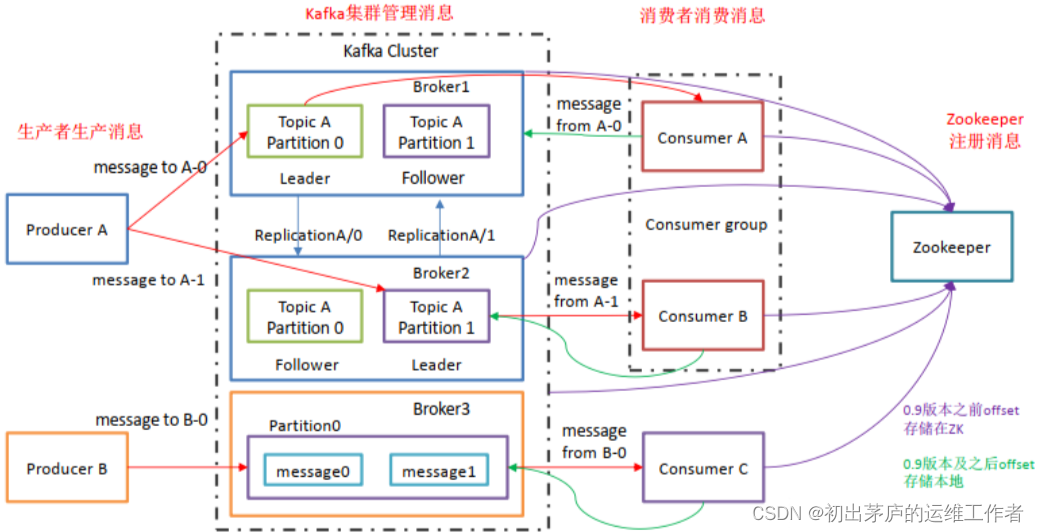 Kafka集群管理消息
消费者消费消息
Kafka Cluster
生产者生产消息
Zookeeper
注册消息
Broker1
Topic A
Partition 0
Topic A
Partition 1
Leader
Follower
message to A-0
message
from A-0
Consumer A
Producer A
ReplicationA/0
ReplicationA/1
Consumer group
Zookeeper
message to A-1
Broker2
Topic A
Partition 0
Topic A
Partition 1
Follower
Leader
message
from A-1
Consumer B
message to B-0
Broker3
Partition0
message0
message1
Producer B
message
from B-0
Consumer C
0.9版本之前offset
存储在ZK
0.9版本及之后offset
存储本地
CSDN @初出茅庐的运维工作者